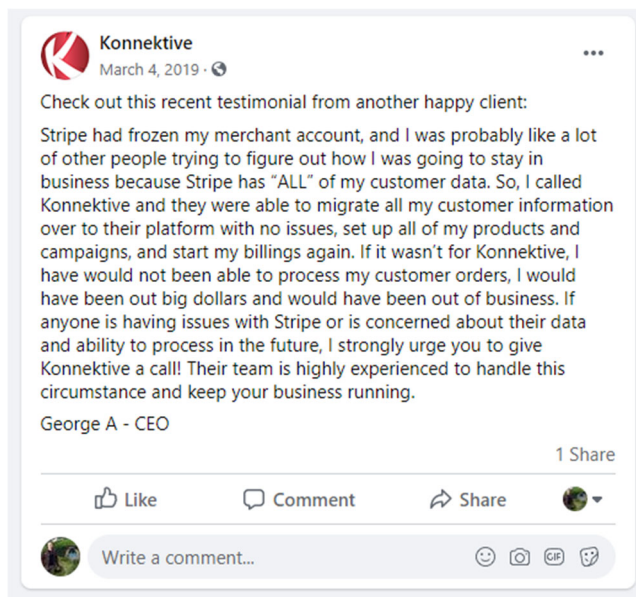 Konnektive
March 4, 2019 ·
Check out this recent testimonial from another happy client:
Stripe had frozen my merchant account, and I was probably like a lot
of other people trying to figure out how I was going to stay in
business because Stripe has “ALL” of my customer data. So, I called
Konnektive and they were able to migrate all my customer information
over to their platform with no issues, set up all of my products and
campaigns, and start my billings again. If it wasn’t for Konnektive, I
have would not been able to process my customer orders, I would
have been out big dollars and would have been out of business. If
anyone is having issues with Stripe or is concerned about their data
and ability to process in the future, I strongly urge you to give
Konnektive a call! Their team is highly experienced to handle this
circumstance and keep your business running.
George A - CEO
1 Share
Like Comment Share
Write a comment...
GIF